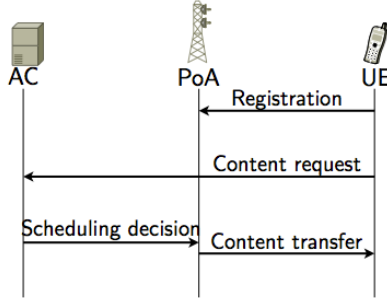 AC PoA UE
Registration
Content request
Scheduling decision
Content transfer